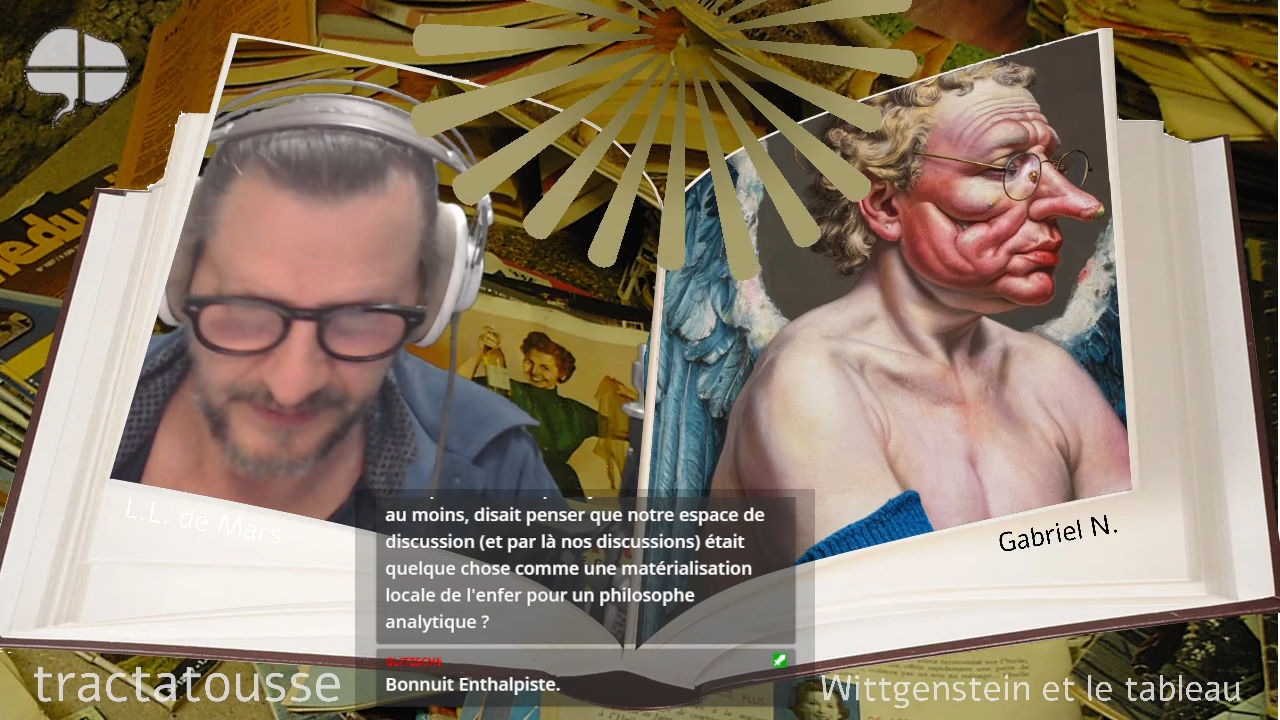 L.L. de Mars
Gabriel N.
au moins, disait penser que notre espace de
discussion (et par là nos discussions) était
quelque chose comme une matérialisation
locale de l'enfer pour un philosophe
analytique ?
Bonnuit Enthalpiste.
tractatousse
Wittgenstein et le tableau